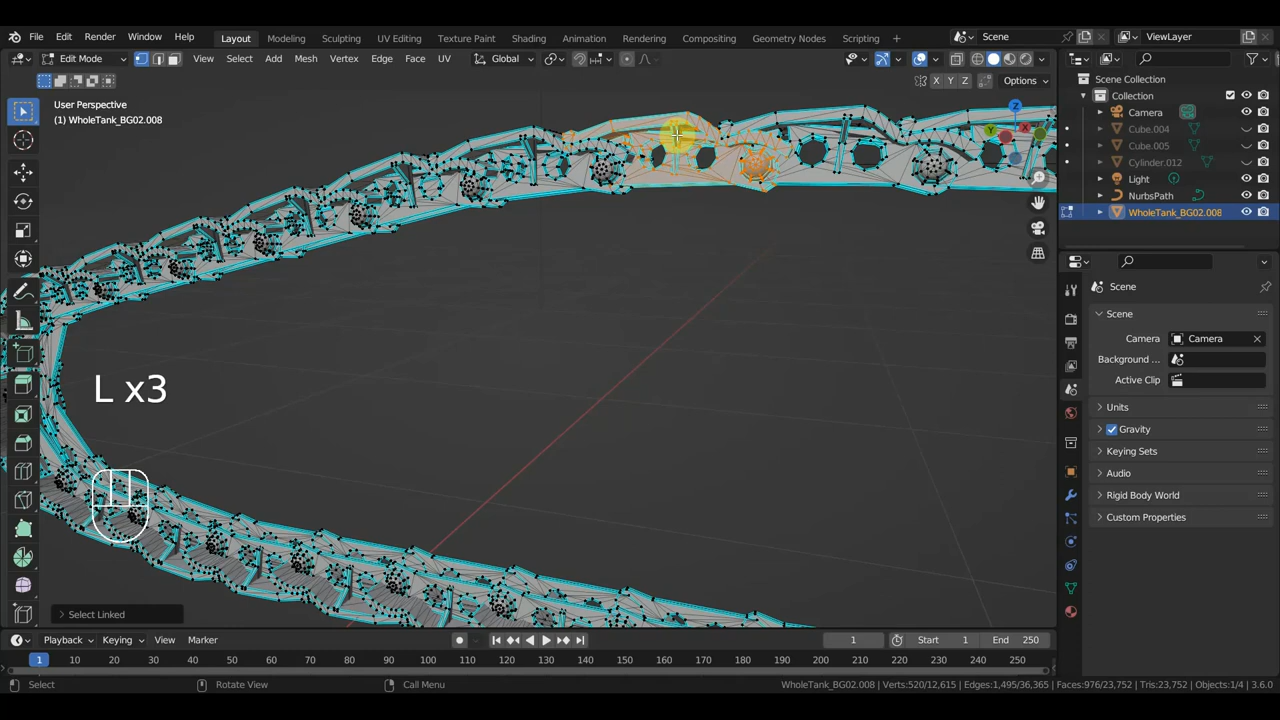 File Edit Render Window Help Layout Modeling Sculpting UV Editing Texture Paint Shading Animation Rendering Compositing Geometry Nodes Scripting + Scene ViewLayer
Edit Mode View Select Add Mesh Vertex Edge Face UV Global
X Y Z Options
User Perspective
(1) WholeTank_BG02.008
Z
Y X
L x3
Select Linked
Scene Collection
Collection
Camera
Cube.004
Cube.005
Cylinder.012
Light
NurbsPath
WholeTank_BG02.008
Scene
Scene
Camera Camera
Background ...
Active Clip
Units
Gravity
Keying Sets
Audio
Rigid Body World
Custom Properties
Playback Keying View Marker 1 Start 1 End 250
1 10 20 30 40 50 60 70 80 90 100 110 120 130 140 150 160 170 180 190 200 210 220 230 240 250
Select Rotate View Call Menu WholeTank_BG02.008 | Verts:520/12,615 | Edges:1,495/36,365 | Faces:976/23,752 | Tris:23,752 | Objects:1/4 | 3.6.0